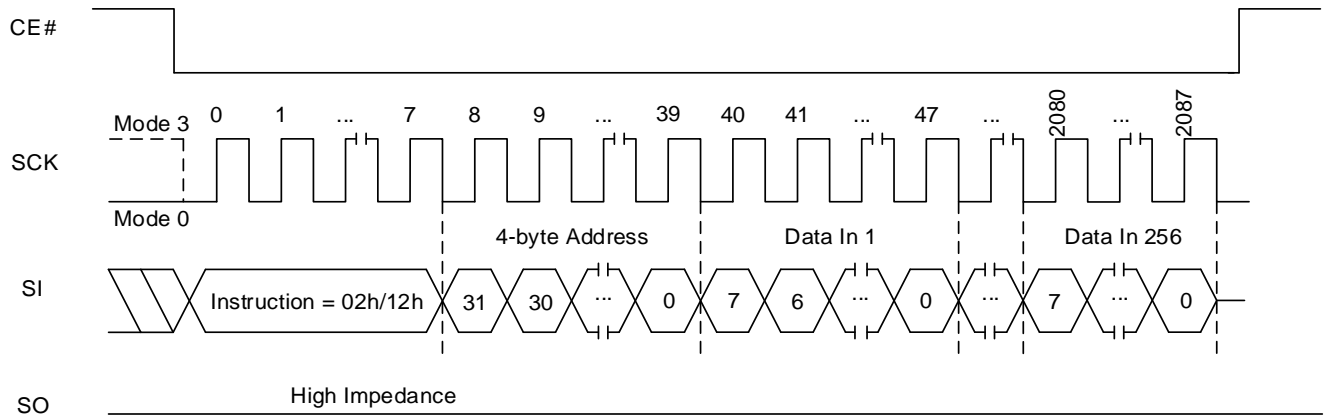 CE#
0 1 ... 7 8 9 ... 39 40 41 ... 47 ... 2080 ... 2087
Mode 3
SCK
Mode 0
4-byte Address Data In 1 Data In 256
SI Instruction = 02h/12h 31 30 ... 0 7 6 ... 0 ... 7 ... 0
High Impedance
SO